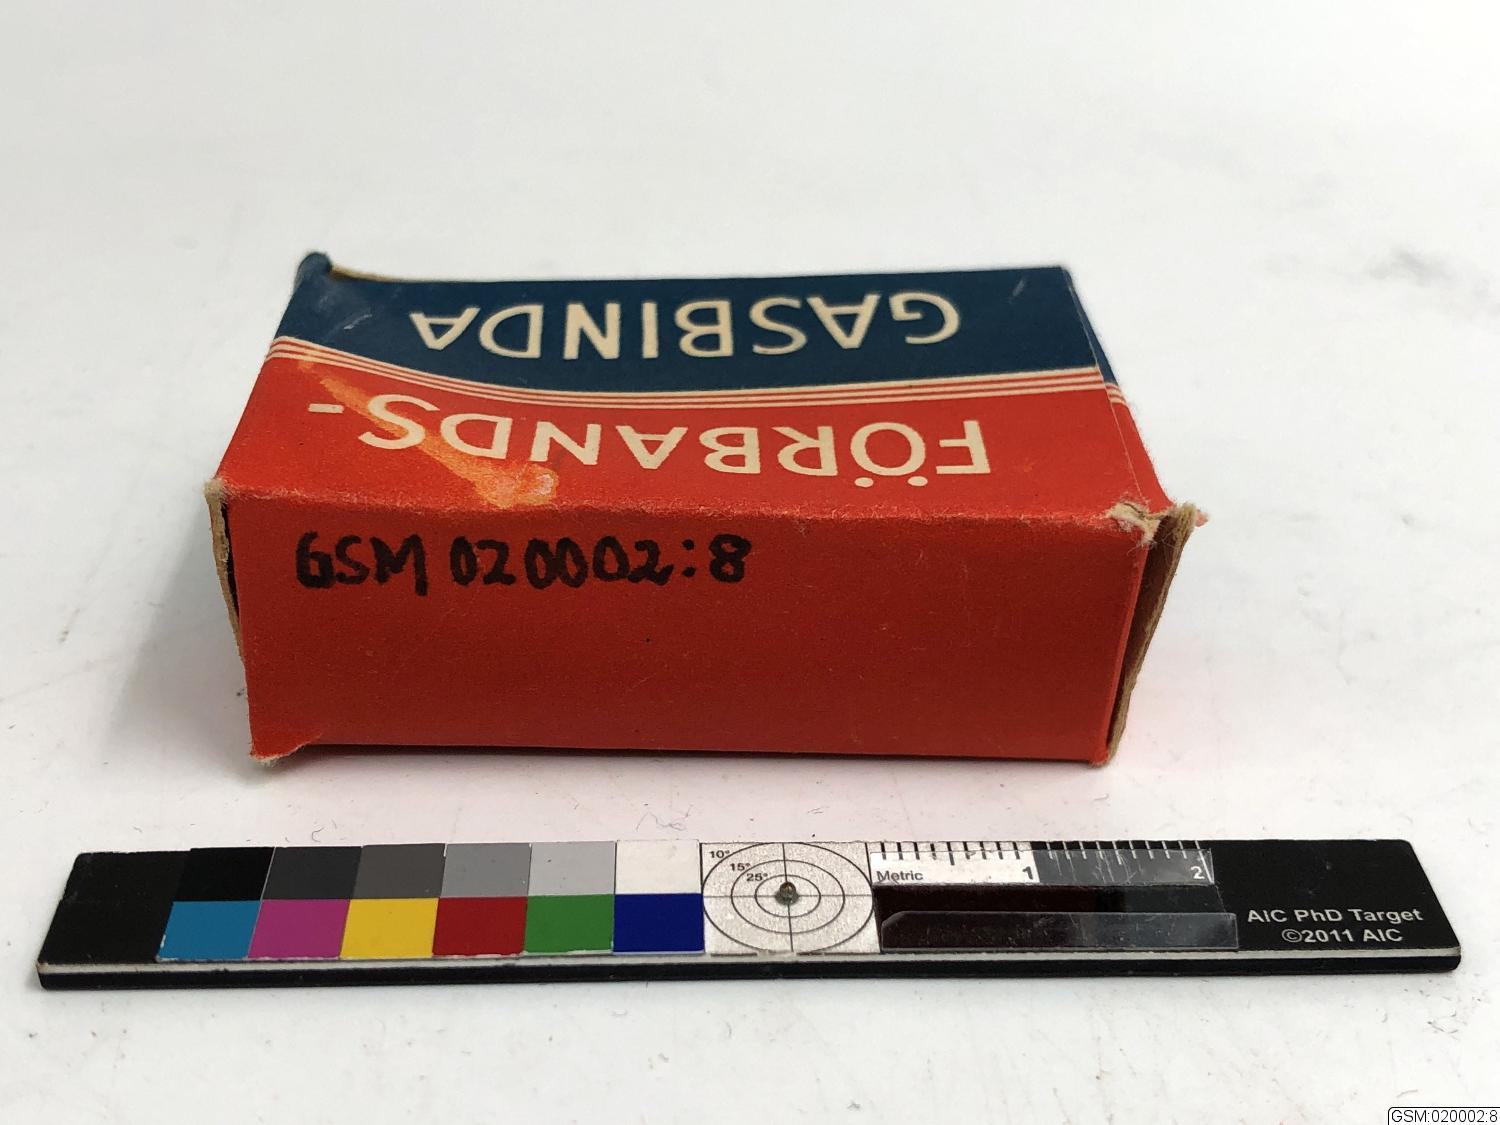 FÖRBANDS-
GASBINDA
GSM 020002:8
10°
15°
25°
Metric
1
2
AIC PhD Target
©2011 AIC
GSM:020002:8